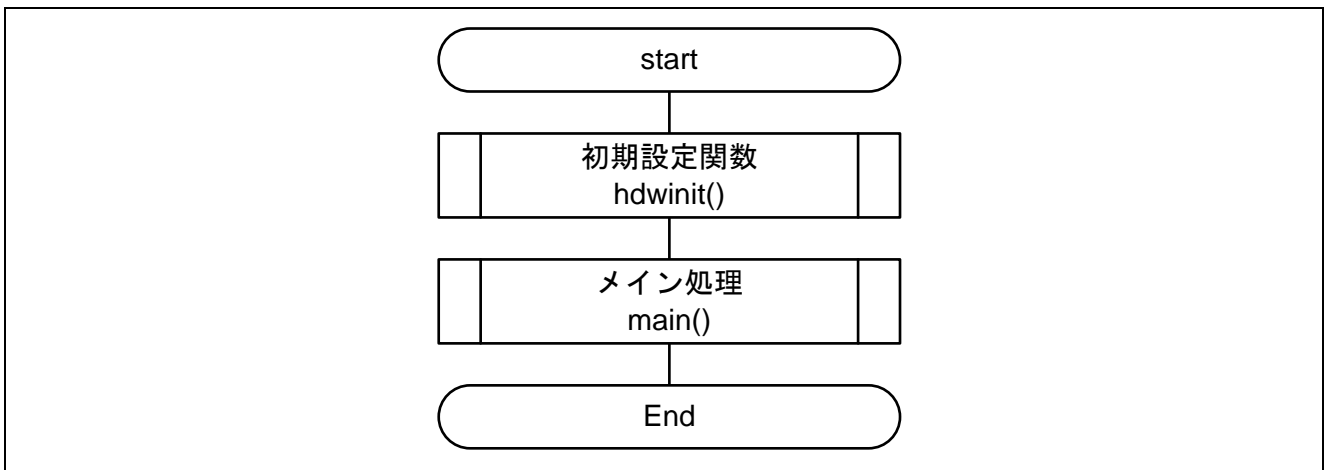 start
初期設定関数
hdwinit()
メイン処理
main()
End